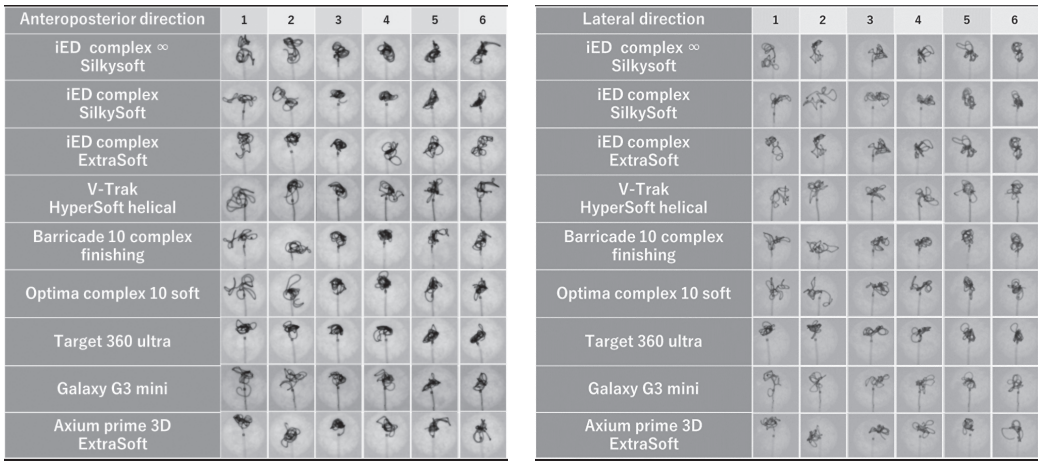 Anteroposterior direction 1 2 3 4 5 6
iED complex ∞
Silkysoft
iED complex
SilkySoft
iED complex
ExtraSoft
V-Trak
HyperSoft helical
Barricade 10 complex
finishing
Optima complex 10 soft
Target 360 ultra
Galaxy G3 mini
Axium prime 3D
ExtraSoft
Lateral direction 1 2 3 4 5 6
iED complex ∞
Silkysoft
iED complex
SilkySoft
iED complex
ExtraSoft
V-Trak
HyperSoft helical
Barricade 10 complex
finishing
Optima complex 10 soft
Target 360 ultra
Galaxy G3 mini
Axium prime 3D
ExtraSoft